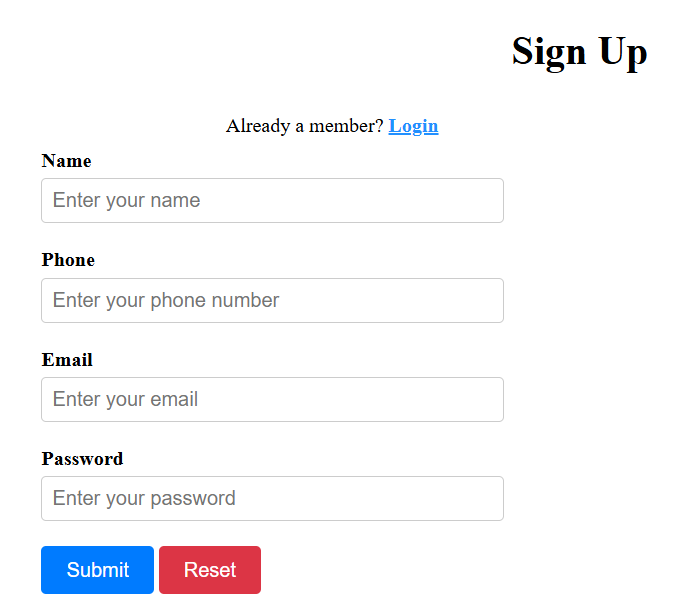 Sign Up
Already a member? Login
Name
Enter your name
Phone
Enter your phone number
Email
Enter your email
Password
Enter your password
Submit Reset